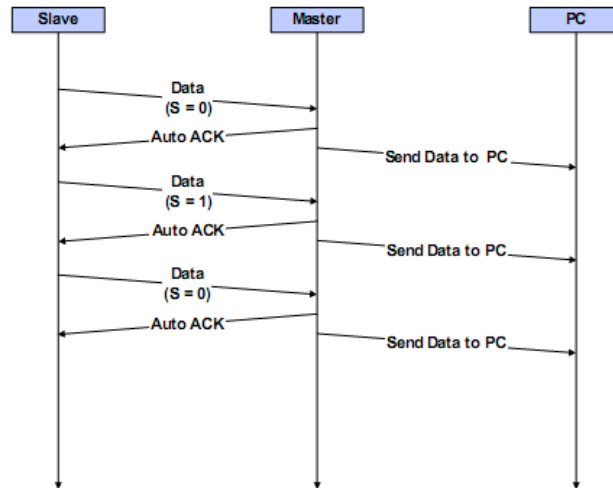 Slave
Master
PC
Data
(S = 0)
Auto ACK
Send Data to PC
Data
(S = 1)
Auto ACK
Send Data to PC
Data
(S = 0)
Auto ACK
Send Data to PC